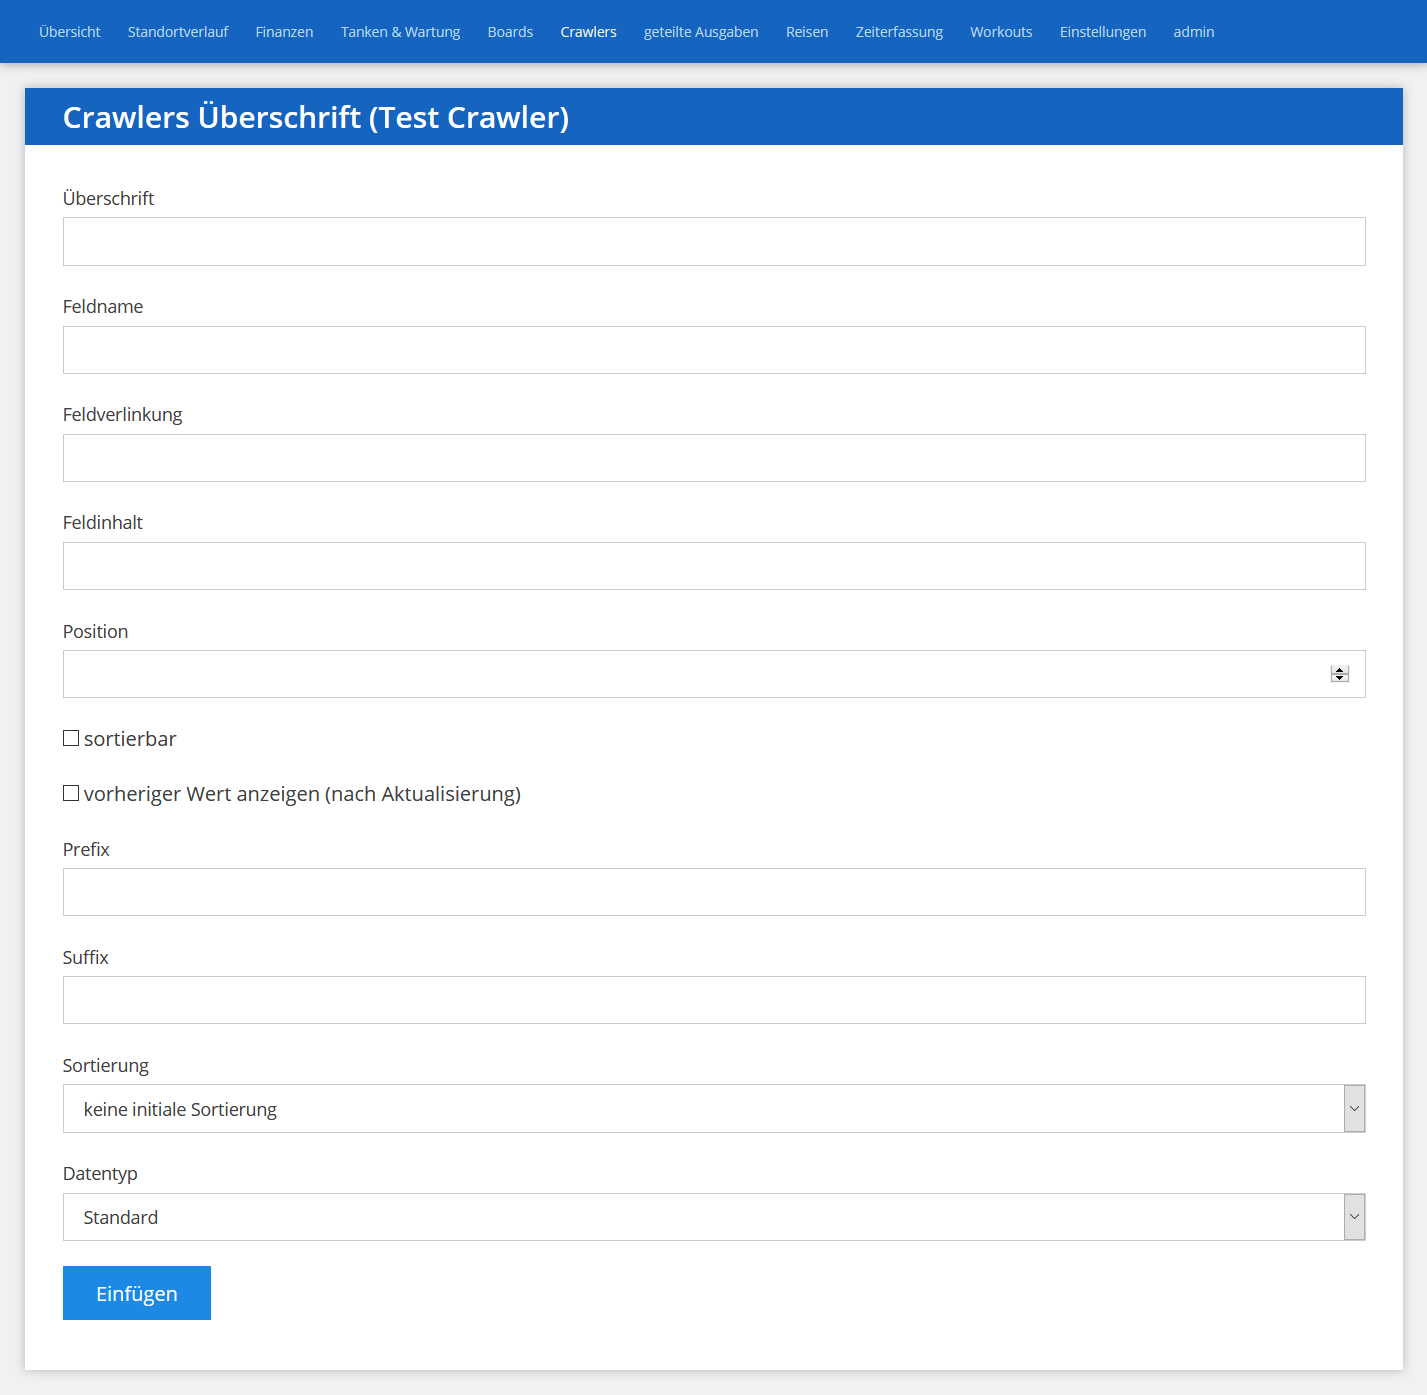 Übersicht Standortverlauf Finanzen Tanken & Wartung Boards Crawlers geteilte Ausgaben Reisen Zeiterfassung Workouts Einstellungen admin
Crawlers Überschrift (Test Crawler)
Überschrift
Feldname
Feldverlinkung
Feldinhalt
Position
sortierbar
vorheriger Wert anzeigen (nach Aktualisierung)
Prefix
Suffix
Sortierung
keine initiale Sortierung
Datentyp
Standard
Einfügen